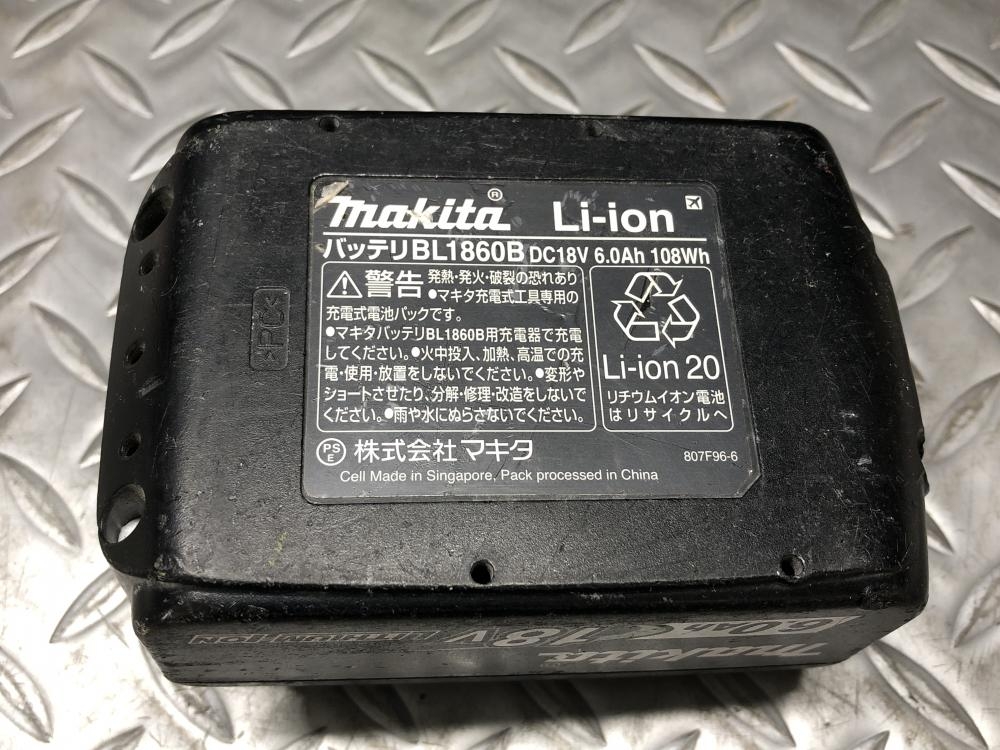 makita® Li-ion
バッテリBL1860B DC18V 6.0Ah 108Wh
警告 発熱・発火・破裂の恐れあり
●マキタ充電式工具専用の
充電式電池パックです。
●マキタバッテリBL1860B用充電器で充電
してください。●火中投入、加熱、高温での充
電・使用・放置をしないでください。●変形や
ショートさせたり、分解・修理・改造をしないで
ください。●雨や水にぬらさないでください。
Li-ion 20
リチウムイオン電池
はリサイクルへ
PSE 株式会社マキタ
807F96-6
Cell Made in Singapore, Pack processed in China
>PC<
makita
18V
LITHIUM-ION
6.0Ah